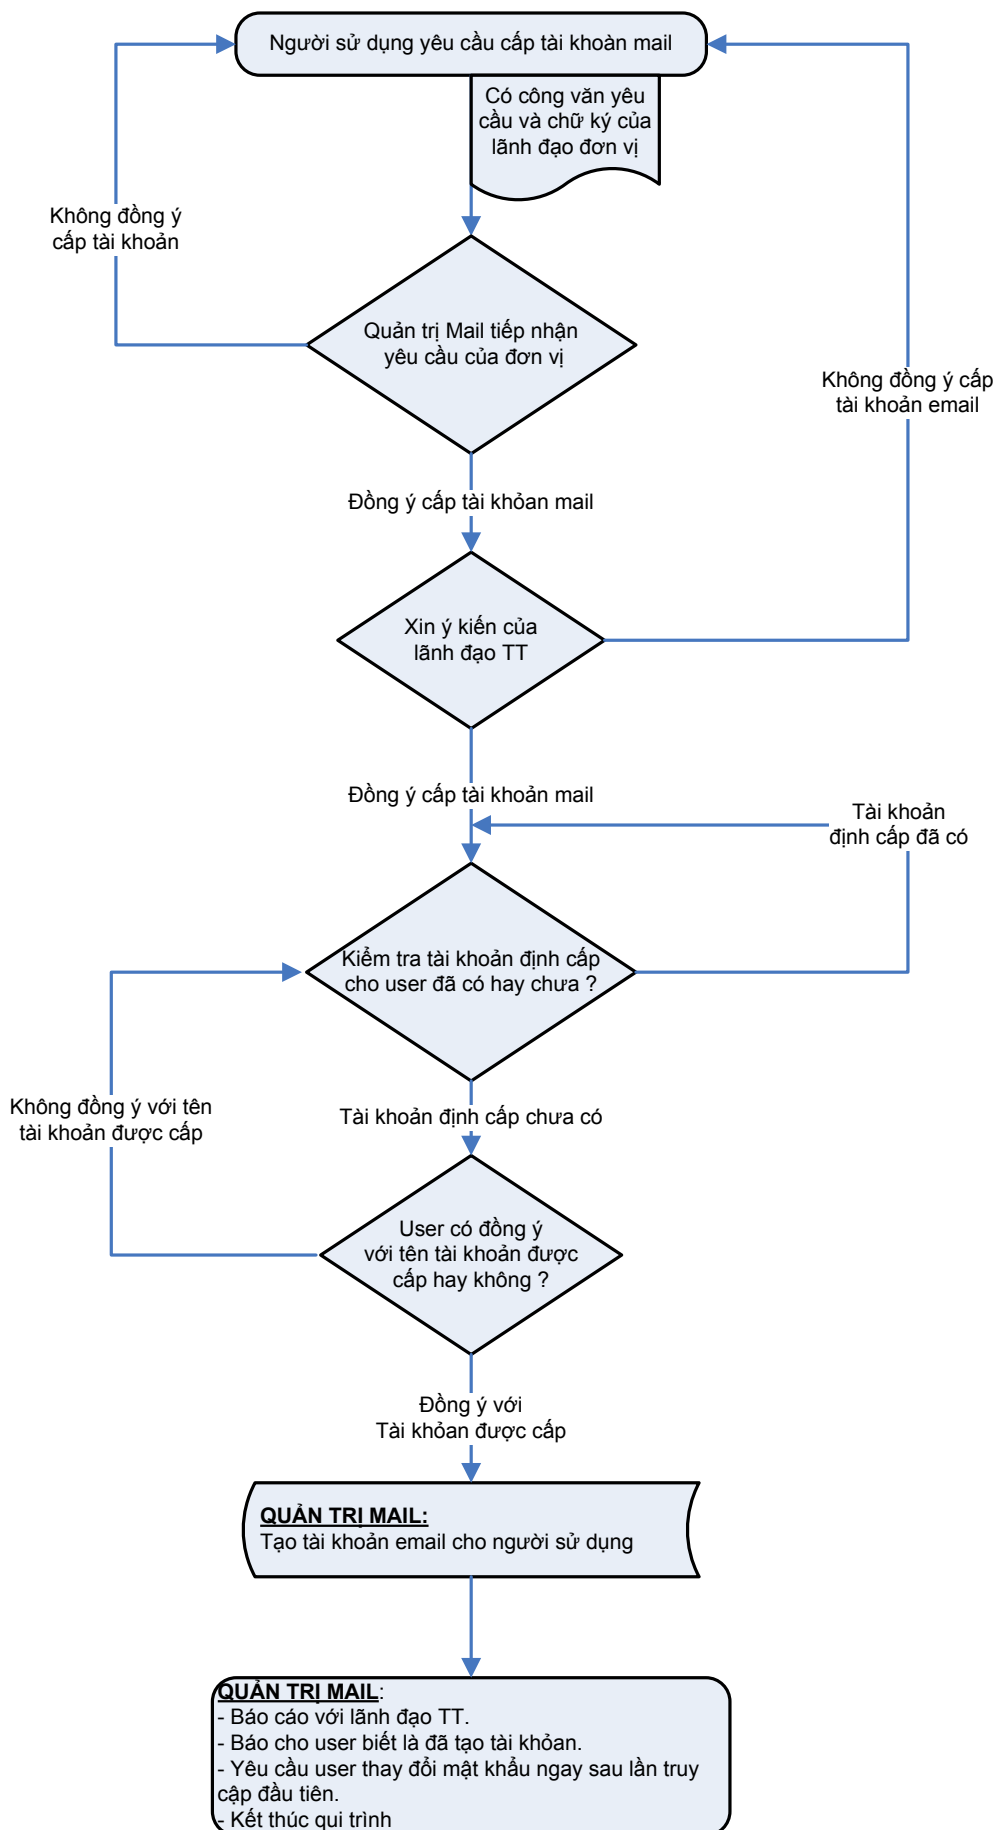 Người sử dụng yêu cầu cấp tài khoàn mail
Có công văn yêu
cầu và chữ ký của
lãnh đạo đơn vị
Không đồng ý
cấp tài khoản
Quản trị Mail tiếp nhận
yêu cầu của đơn vị
Không đồng ý cấp
tài khoản email
Đồng ý cấp tài khỏan mail
Xin ý kiến của
lãnh đạo TT
Đồng ý cấp tài khoản mail
Tài khoản
định cấp đã có
Kiểm tra tài khoản định cấp
cho user đã có hay chưa ?
Không đồng ý với tên
tài khoản được cấp
Tài khoản định cấp chưa có
User có đồng ý
với tên tài khoản được
cấp hay không ?
Đồng ý với
Tài khỏan được cấp
QUẢN TRỊ MAIL:
Tạo tài khoản email cho người sử dụng
QUẢN TRỊ MAIL:
- Báo cáo với lãnh đạo TT.
- Báo cho user biết là đã tạo tài khỏan.
- Yêu cầu user thay đổi mật khẩu ngay sau lần truy
cập đầu tiên.
- Kết thúc qui trình